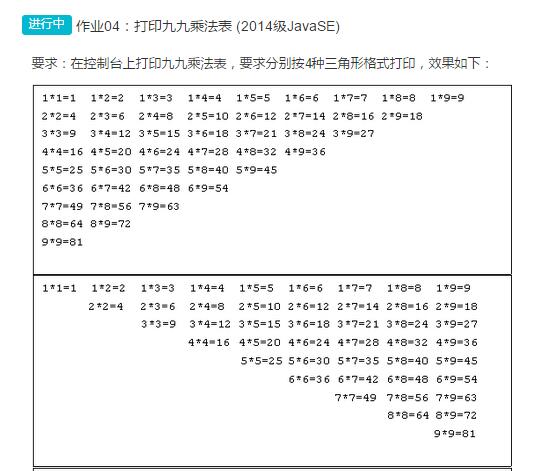 进行中 作业04：打印九九乘法表 (2014级JavaSE)
要求：在控制台上打印九九乘法表，要求分别按4种三角形格式打印，效果如下：
1*1=1 1*2=2 1*3=3 1*4=4 1*5=5 1*6=6 1*7=7 1*8=8 1*9=9
2*2=4 2*3=6 2*4=8 2*5=10 2*6=12 2*7=14 2*8=16 2*9=18
3*3=9 3*4=12 3*5=15 3*6=18 3*7=21 3*8=24 3*9=27
4*4=16 4*5=20 4*6=24 4*7=28 4*8=32 4*9=36
5*5=25 5*6=30 5*7=35 5*8=40 5*9=45
6*6=36 6*7=42 6*8=48 6*9=54
7*7=49 7*8=56 7*9=63
8*8=64 8*9=72
9*9=81
1*1=1 1*2=2 1*3=3 1*4=4 1*5=5 1*6=6 1*7=7 1*8=8 1*9=9
2*2=4 2*3=6 2*4=8 2*5=10 2*6=12 2*7=14 2*8=16 2*9=18
3*3=9 3*4=12 3*5=15 3*6=18 3*7=21 3*8=24 3*9=27
4*4=16 4*5=20 4*6=24 4*7=28 4*8=32 4*9=36
5*5=25 5*6=30 5*7=35 5*8=40 5*9=45
6*6=36 6*7=42 6*8=48 6*9=54
7*7=49 7*8=56 7*9=63
8*8=64 8*9=72
9*9=81